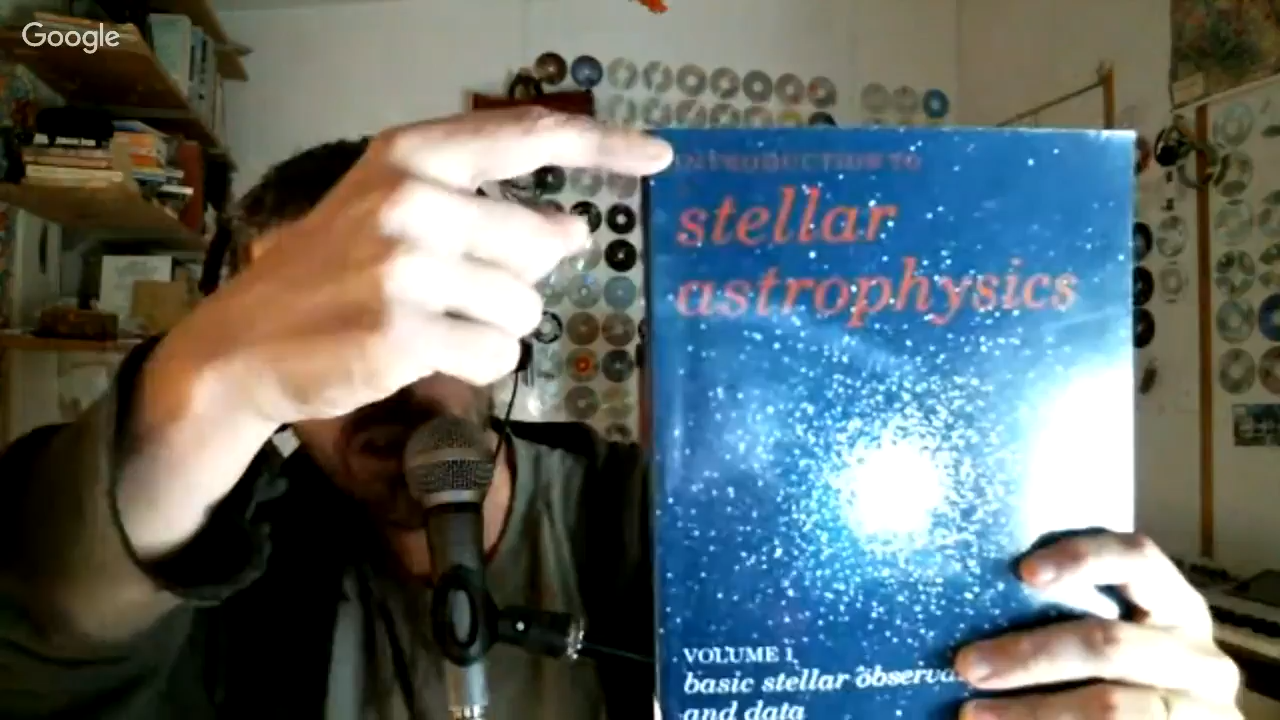 Google
INTRODUCTION TO
stellar
astrophysics
VOLUME 1
basic stellar
and data